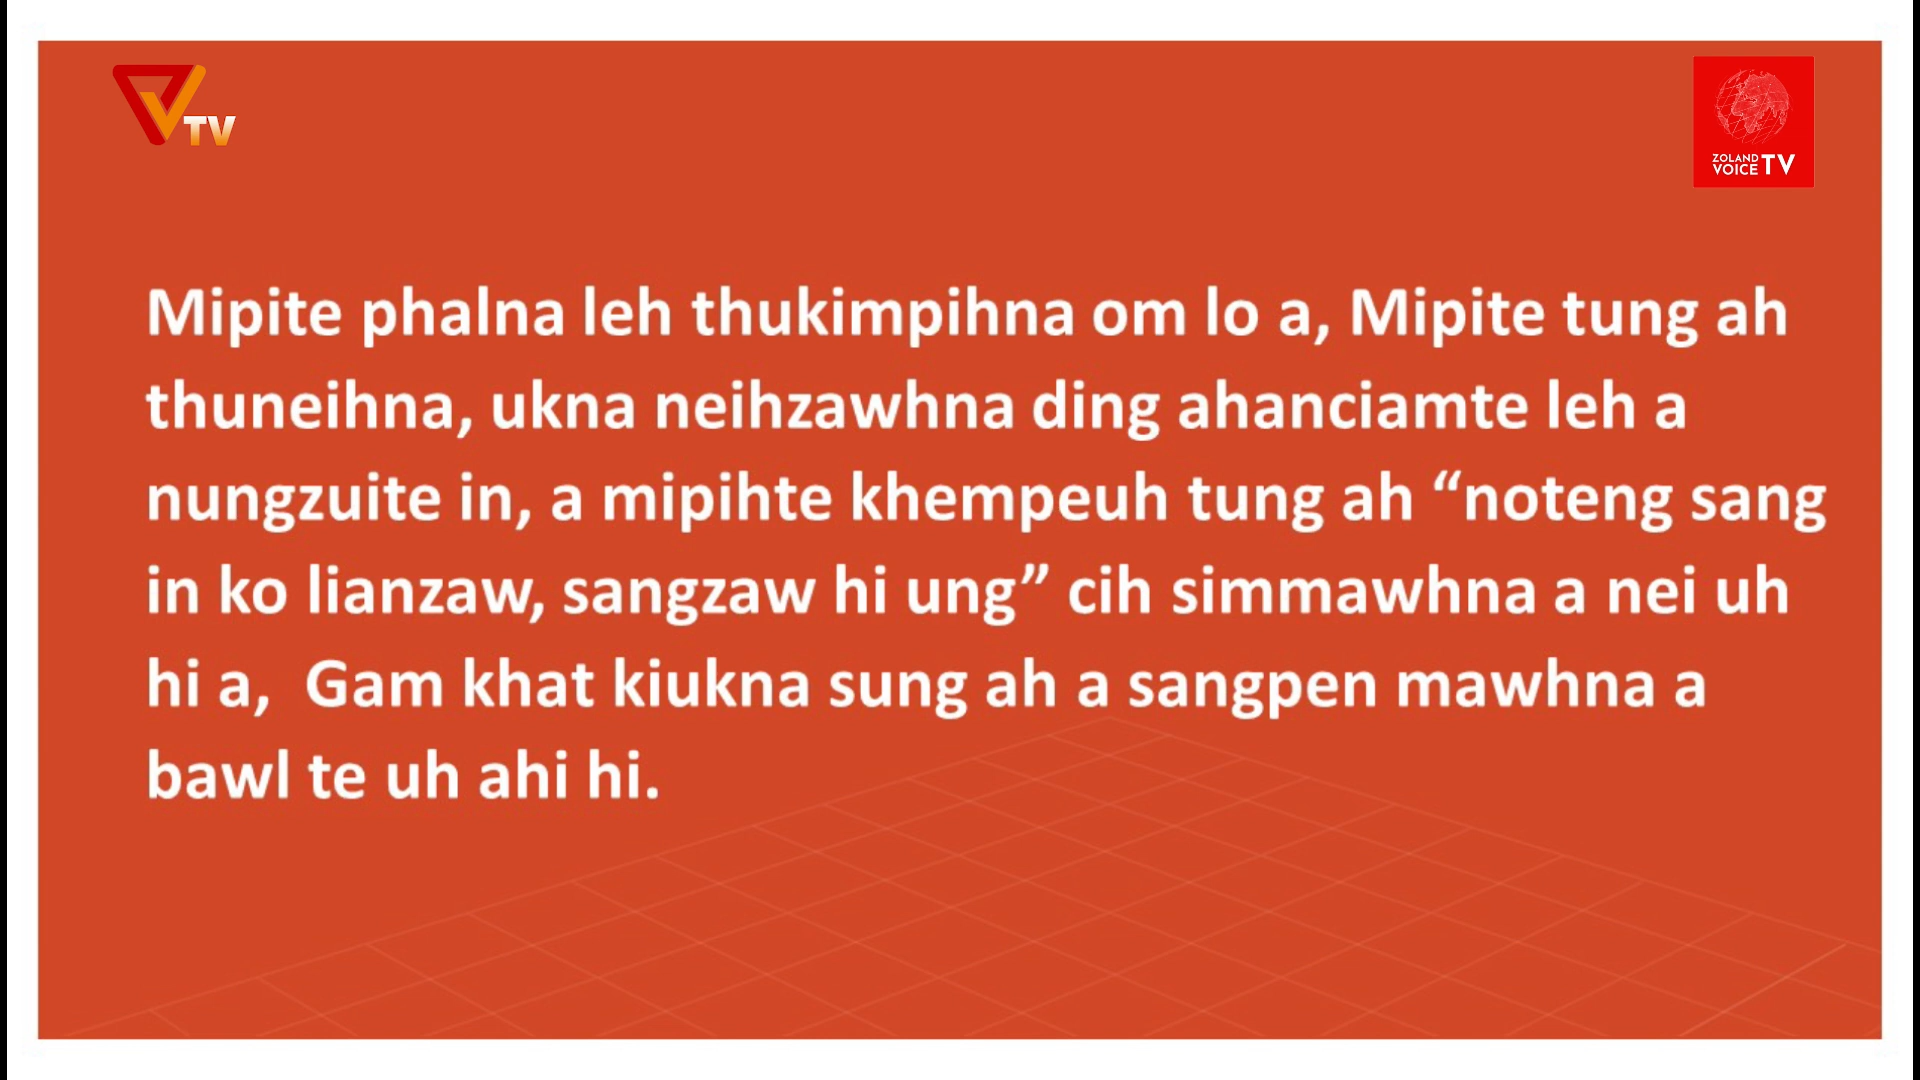 TV
ZOLAND
VOICE TV
Mipite phalna leh thukimpihna om lo a, Mipite tung ah
thuneihna, ukna neihzawhna ding ahanciamte leh a
nungzuite in, a mipihte khempeuh tung ah “noteng sang
in ko lianzaw, sangzaw hi ung” cih simmawhna a nei uh
hi a,  Gam khat kiukna sung ah a sangpen mawhna a
bawl te uh ahi hi.